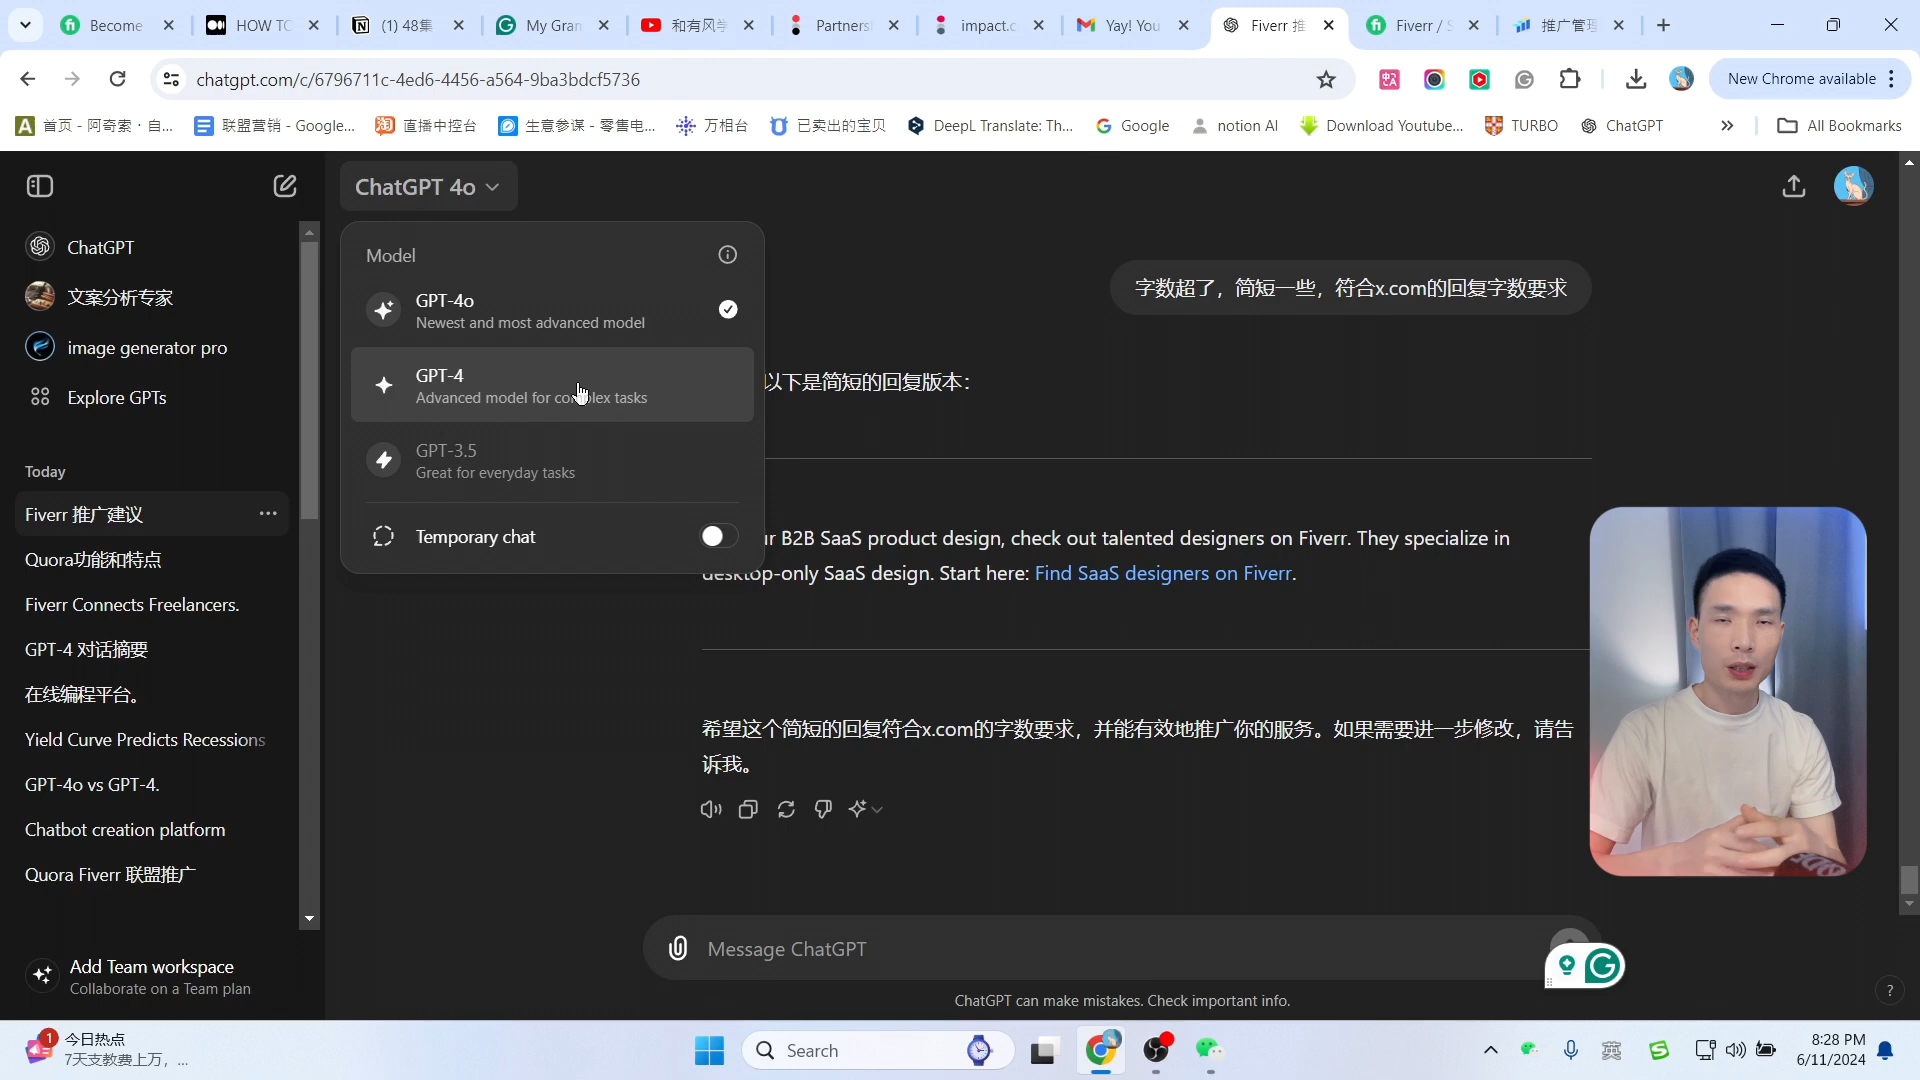 Become
HOW TO
(1) 48集
My Gran
和有风学
Partners
impact.c
Yay! You
Fiverr 推
Fiverr / S
推广管理
chatgpt.com/c/6796711c-4ed6-4456-a564-9ba3bdcf5736
New Chrome available
首页 - 阿奇索 · 自...
联盟营销 - Google...
直播中控台
生意参谋 - 零售电...
万相台
已卖出的宝贝
DeepL Translate: Th...
Google
notion AI
Download Youtube...
TURBO
ChatGPT
All Bookmarks
ChatGPT 4o
ChatGPT
文案分析专家
image generator pro
Explore GPTs
Today
Fiverr 推广建议
Quora功能和特点
Fiverr Connects Freelancers.
GPT-4 对话摘要
在线编程平台。
Yield Curve Predicts Recessions
GPT-4o vs GPT-4.
Chatbot creation platform
Quora Fiverr 联盟推广
Add Team workspace
Collaborate on a Team plan
Model
GPT-4o
Newest and most advanced model
GPT-4
Advanced model for complex tasks
GPT-3.5
Great for everyday tasks
Temporary chat
字数超了，简短一些，符合x.com的回复字数要求
以下是简短的回复版本：
r B2B SaaS product design, check out talented designers on Fiverr. They specialize in
desktop-only SaaS design. Start here: Find SaaS designers on Fiverr.
希望这个简短的回复符合x.com的字数要求，并能有效地推广你的服务。如果需要进一步修改，请告
诉我。
Message ChatGPT
ChatGPT can make mistakes. Check important info.
?
1
今日热点
7天支教费上万，...
Search
英
8:28 PM
6/11/2024